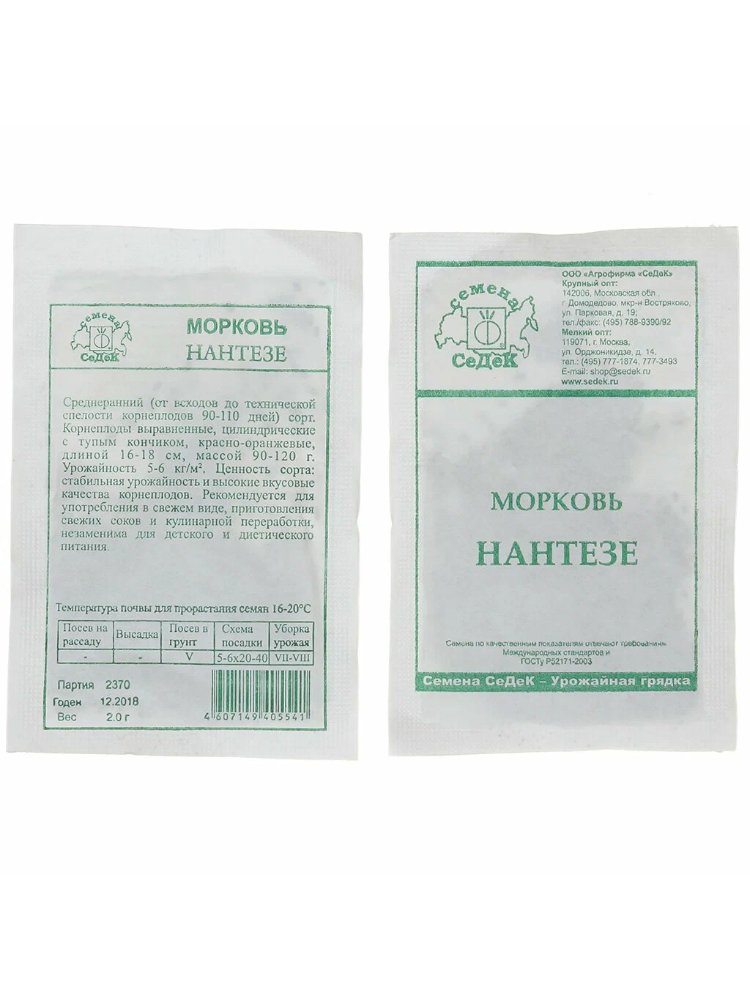 семена
СеДеК
МОРКОВЬ
НАНТЕЗЕ
Среднеранний (от всходов до технической
спелости корнеплодов 90-110 дней) сорт.
Корнеплоды выравненные, цилиндрические
с тупым кончиком, красно-оранжевые,
длиной 16-18 см, массой 90-120 г.
Урожайность 5-6 кг/м². Ценность сорта:
стабильная урожайность и высокие вкусовые
качества корнеплодов. Рекомендуется для
употребления в свежем виде, приготовления
свежих соков и кулинарной переработки,
незаменима для детского и диетического
питания.
Температура почвы для прорастания семян 16-20°С
Посев на рассаду Высадка Посев в грунт Схема посадки Уборка урожая
- - V 5-6х20-40 VII-VIII
Партия 2370
Годен 12.2018
Вес 2.0 г
4 607149 405541
семена
СеДеК
ООО «Агрофирма «СеДеК»
Крупный опт:
142006, Московская обл.,
г. Домодедово, мкр-н Востряково,
ул. Парковая, д. 19;
тел./факс: (495) 788-9390/92
Мелкий опт:
119071, г. Москва,
ул. Орджоникидзе, д. 14,
тел.: (495) 777-1874, 777-3493
E-mail: shop@sedek.ru
www.sedek.ru
МОРКОВЬ
НАНТЕЗЕ
Семена по качественным показателям отвечают требованиям
Международных стандартов и
ГОСТу Р52171-2003
Семена СеДеК – Урожайная грядка